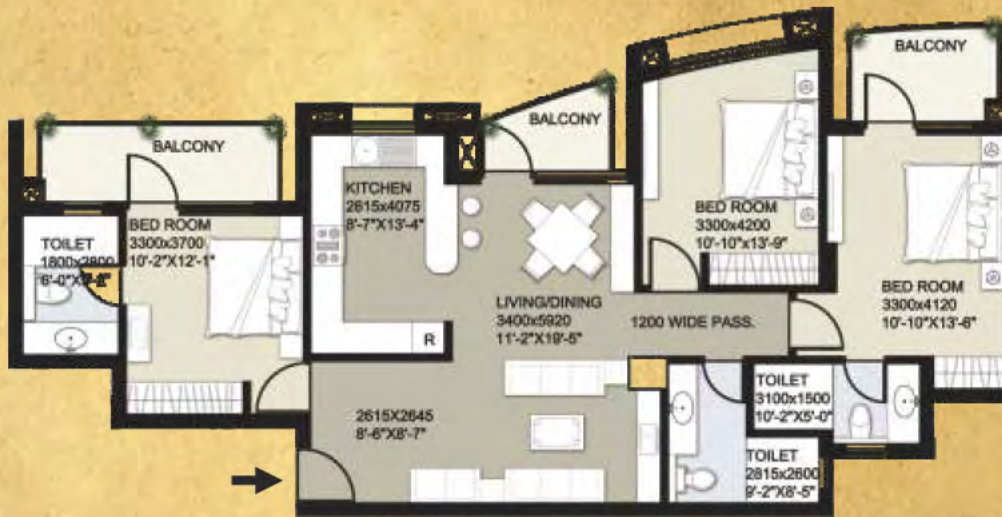 BALCONY
BED ROOM
3300x3700
10'-2"X12'-1"
TOILET
1800x2800
KITCHEN
2615x4075
8'-7"X13'-4"
BALCONY
LIVING/DINING
3400x5920
11'-2"X19'-5"
R
2615X2645
8'-6"X8'-7"
1200 WIDE PASS.
BED ROOM
3300x4200
10'-10"x13'-9"
BALCONY
BED ROOM
3300x4120
10'-10"X13'-6"
TOILET
3100x1500
10'-2"X5'-0"
TOILET
2815x2600
9'-2"X8'-5"